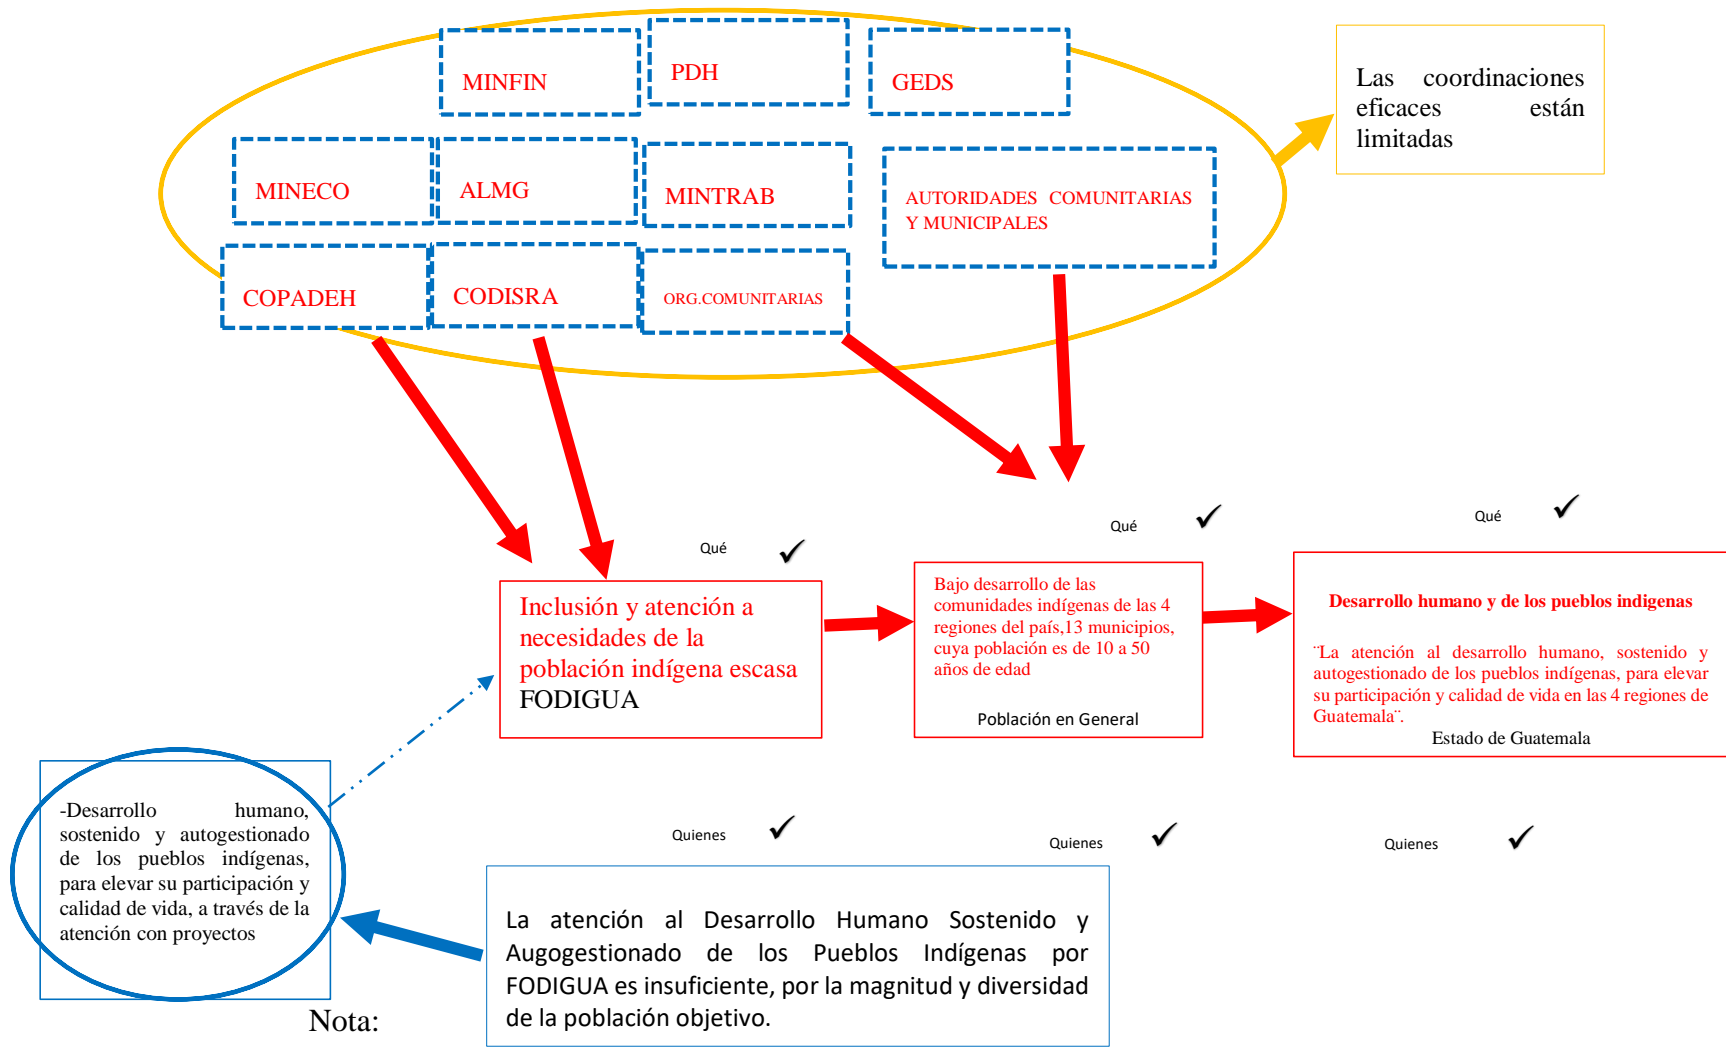 MINFIN
PDH
GEDS
Las coordinaciones
eficaces están
limitadas
MINECO
ALMG
MINTRAB
AUTORIDADES COMUNITARIAS
Y MUNICIPALES
COPADEH
CODISRA
ORG.COMUNITARIAS
Qué ✓
Qué ✓
Qué ✓
Inclusión y atención a
necesidades de la
población indígena escasa
FODIGUA
Bajo desarrollo de las
comunidades indígenas de las 4
regiones del país,13 municipios,
cuya población es de 10 a 50
años de edad
Población en General
Desarrollo humano y de los pueblos indigenas
¨La atención al desarrollo humano, sostenido y
autogestionado de los pueblos indígenas, para elevar
su participación y calidad de vida en las 4 regiones de
Guatemala¨.
Estado de Guatemala
-Desarrollo humano,
sostenido y autogestionado
de los pueblos indígenas,
para elevar su participación y
calidad de vida, a través de la
atención con proyectos
Quienes ✓
Quienes ✓
Quienes ✓
La atención al Desarrollo Humano Sostenido y
Augogestionado de los Pueblos Indígenas por
FODIGUA es insuficiente, por la magnitud y diversidad
de la población objetivo.
Nota: